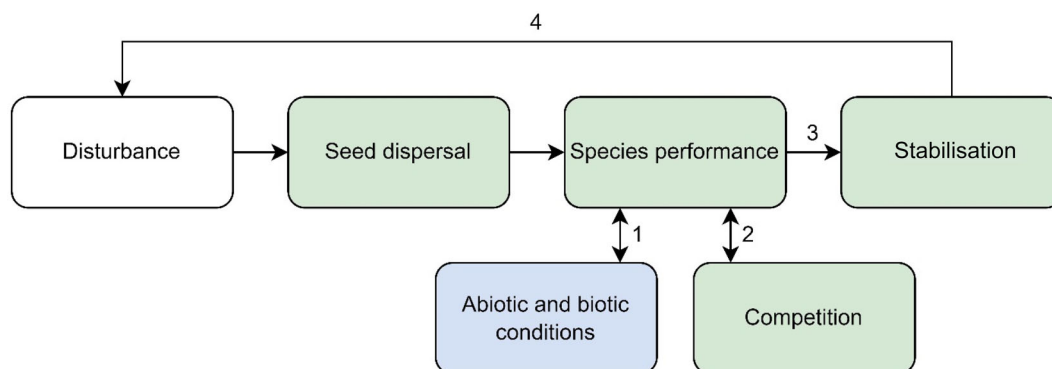 4
Disturbance
Seed dispersal
Species performance
3
Stabilisation
1
2
Abiotic and biotic
conditions
Competition